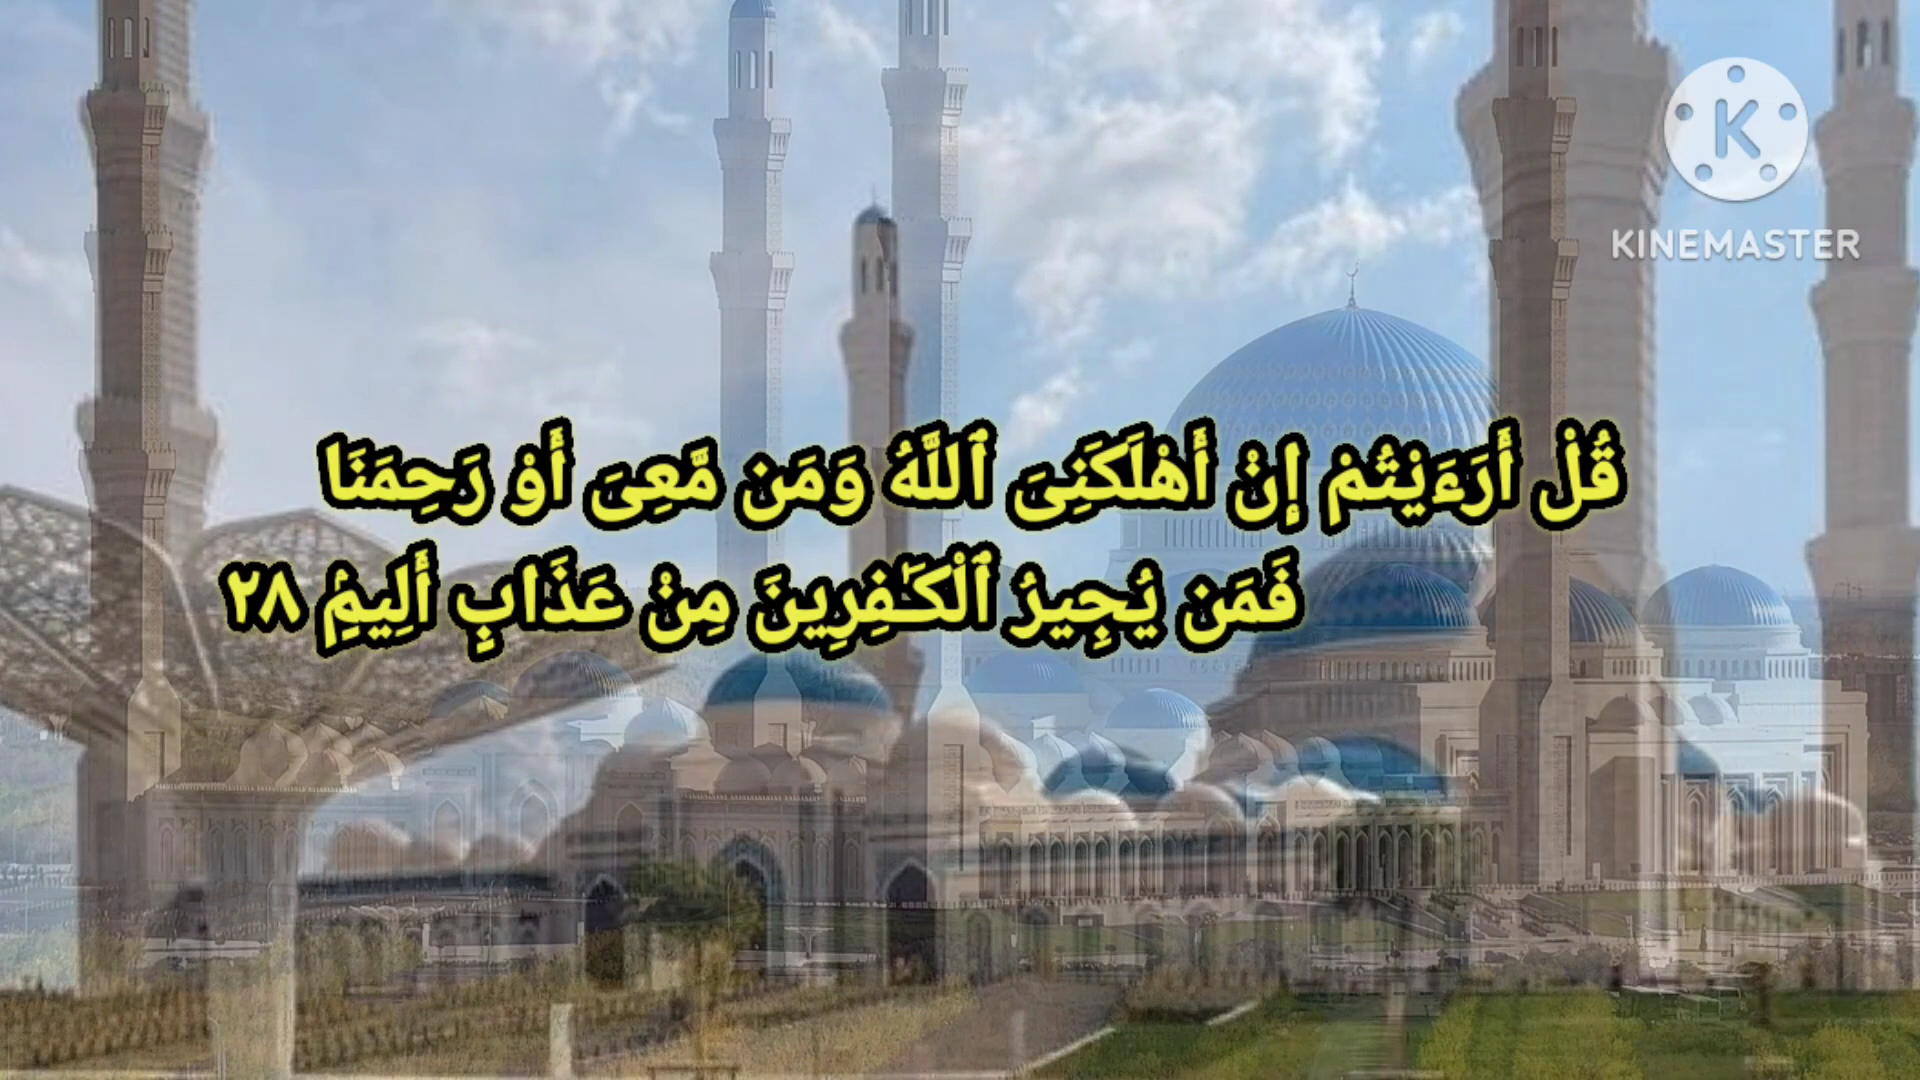 KINEMASTER
قُلْ أَرَءَيْتُمْ إِنْ أَهْلَكَنِىَ ٱللَّهُ وَمَن مَّعِىَ أَوْ رَحِمَنَا
فَمَن يُجِيرُ ٱلْكَـٰفِرِينَ مِنْ عَذَابٍ أَلِيمٍۢ ٢٨